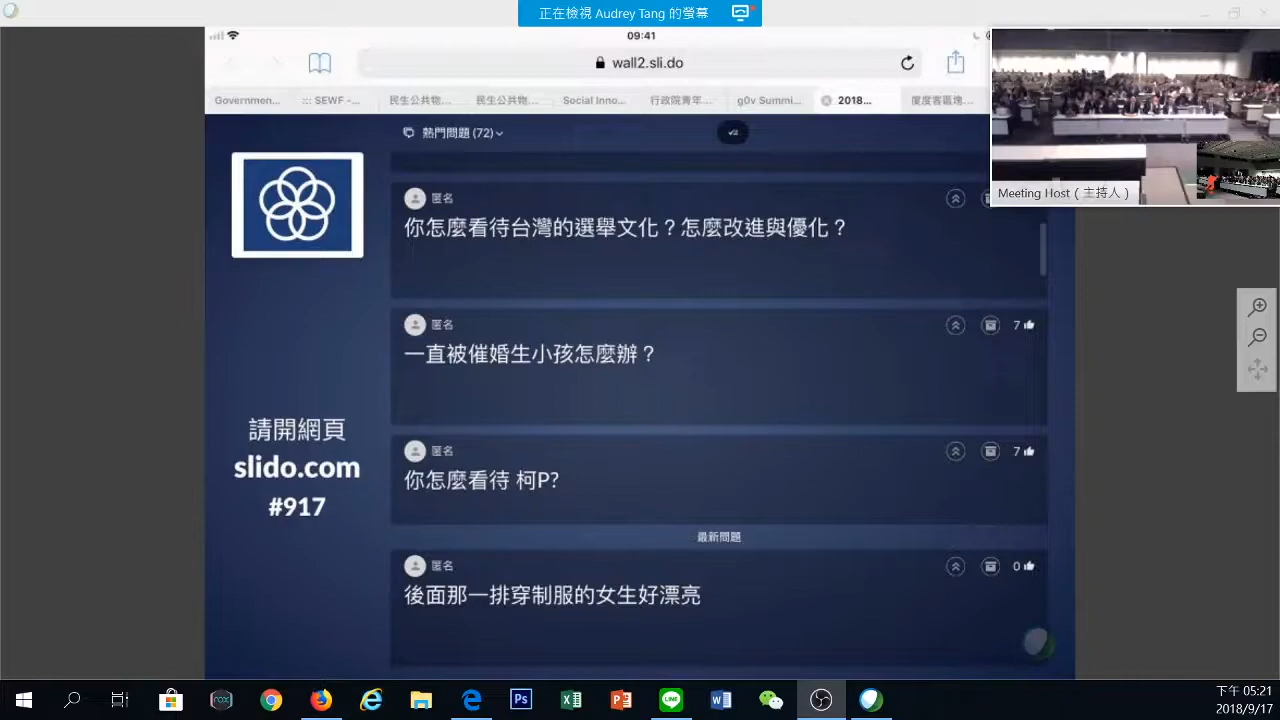 正在檢視 Audrey Tang 的螢幕
09:41
wall2.sli.do
Governmen...
::: SEWF -...
民生公共物...
民生公共物...
Social Inno...
行政院青年...
g0v Summi...
2018...
熱門問題 (72)
Meeting Host ( 主持人 )
匿名
你怎麼看待台灣的選舉文化？怎麼改進與優化？
匿名
7
一直被催婚生小孩怎麼辦？
請開網頁
slido.com
#917
匿名
7
你怎麼看待 柯P?
最新問題
匿名
0
後面那一排穿制服的女生好漂亮
Ps
LINE
下午 05:21
2018/9/17